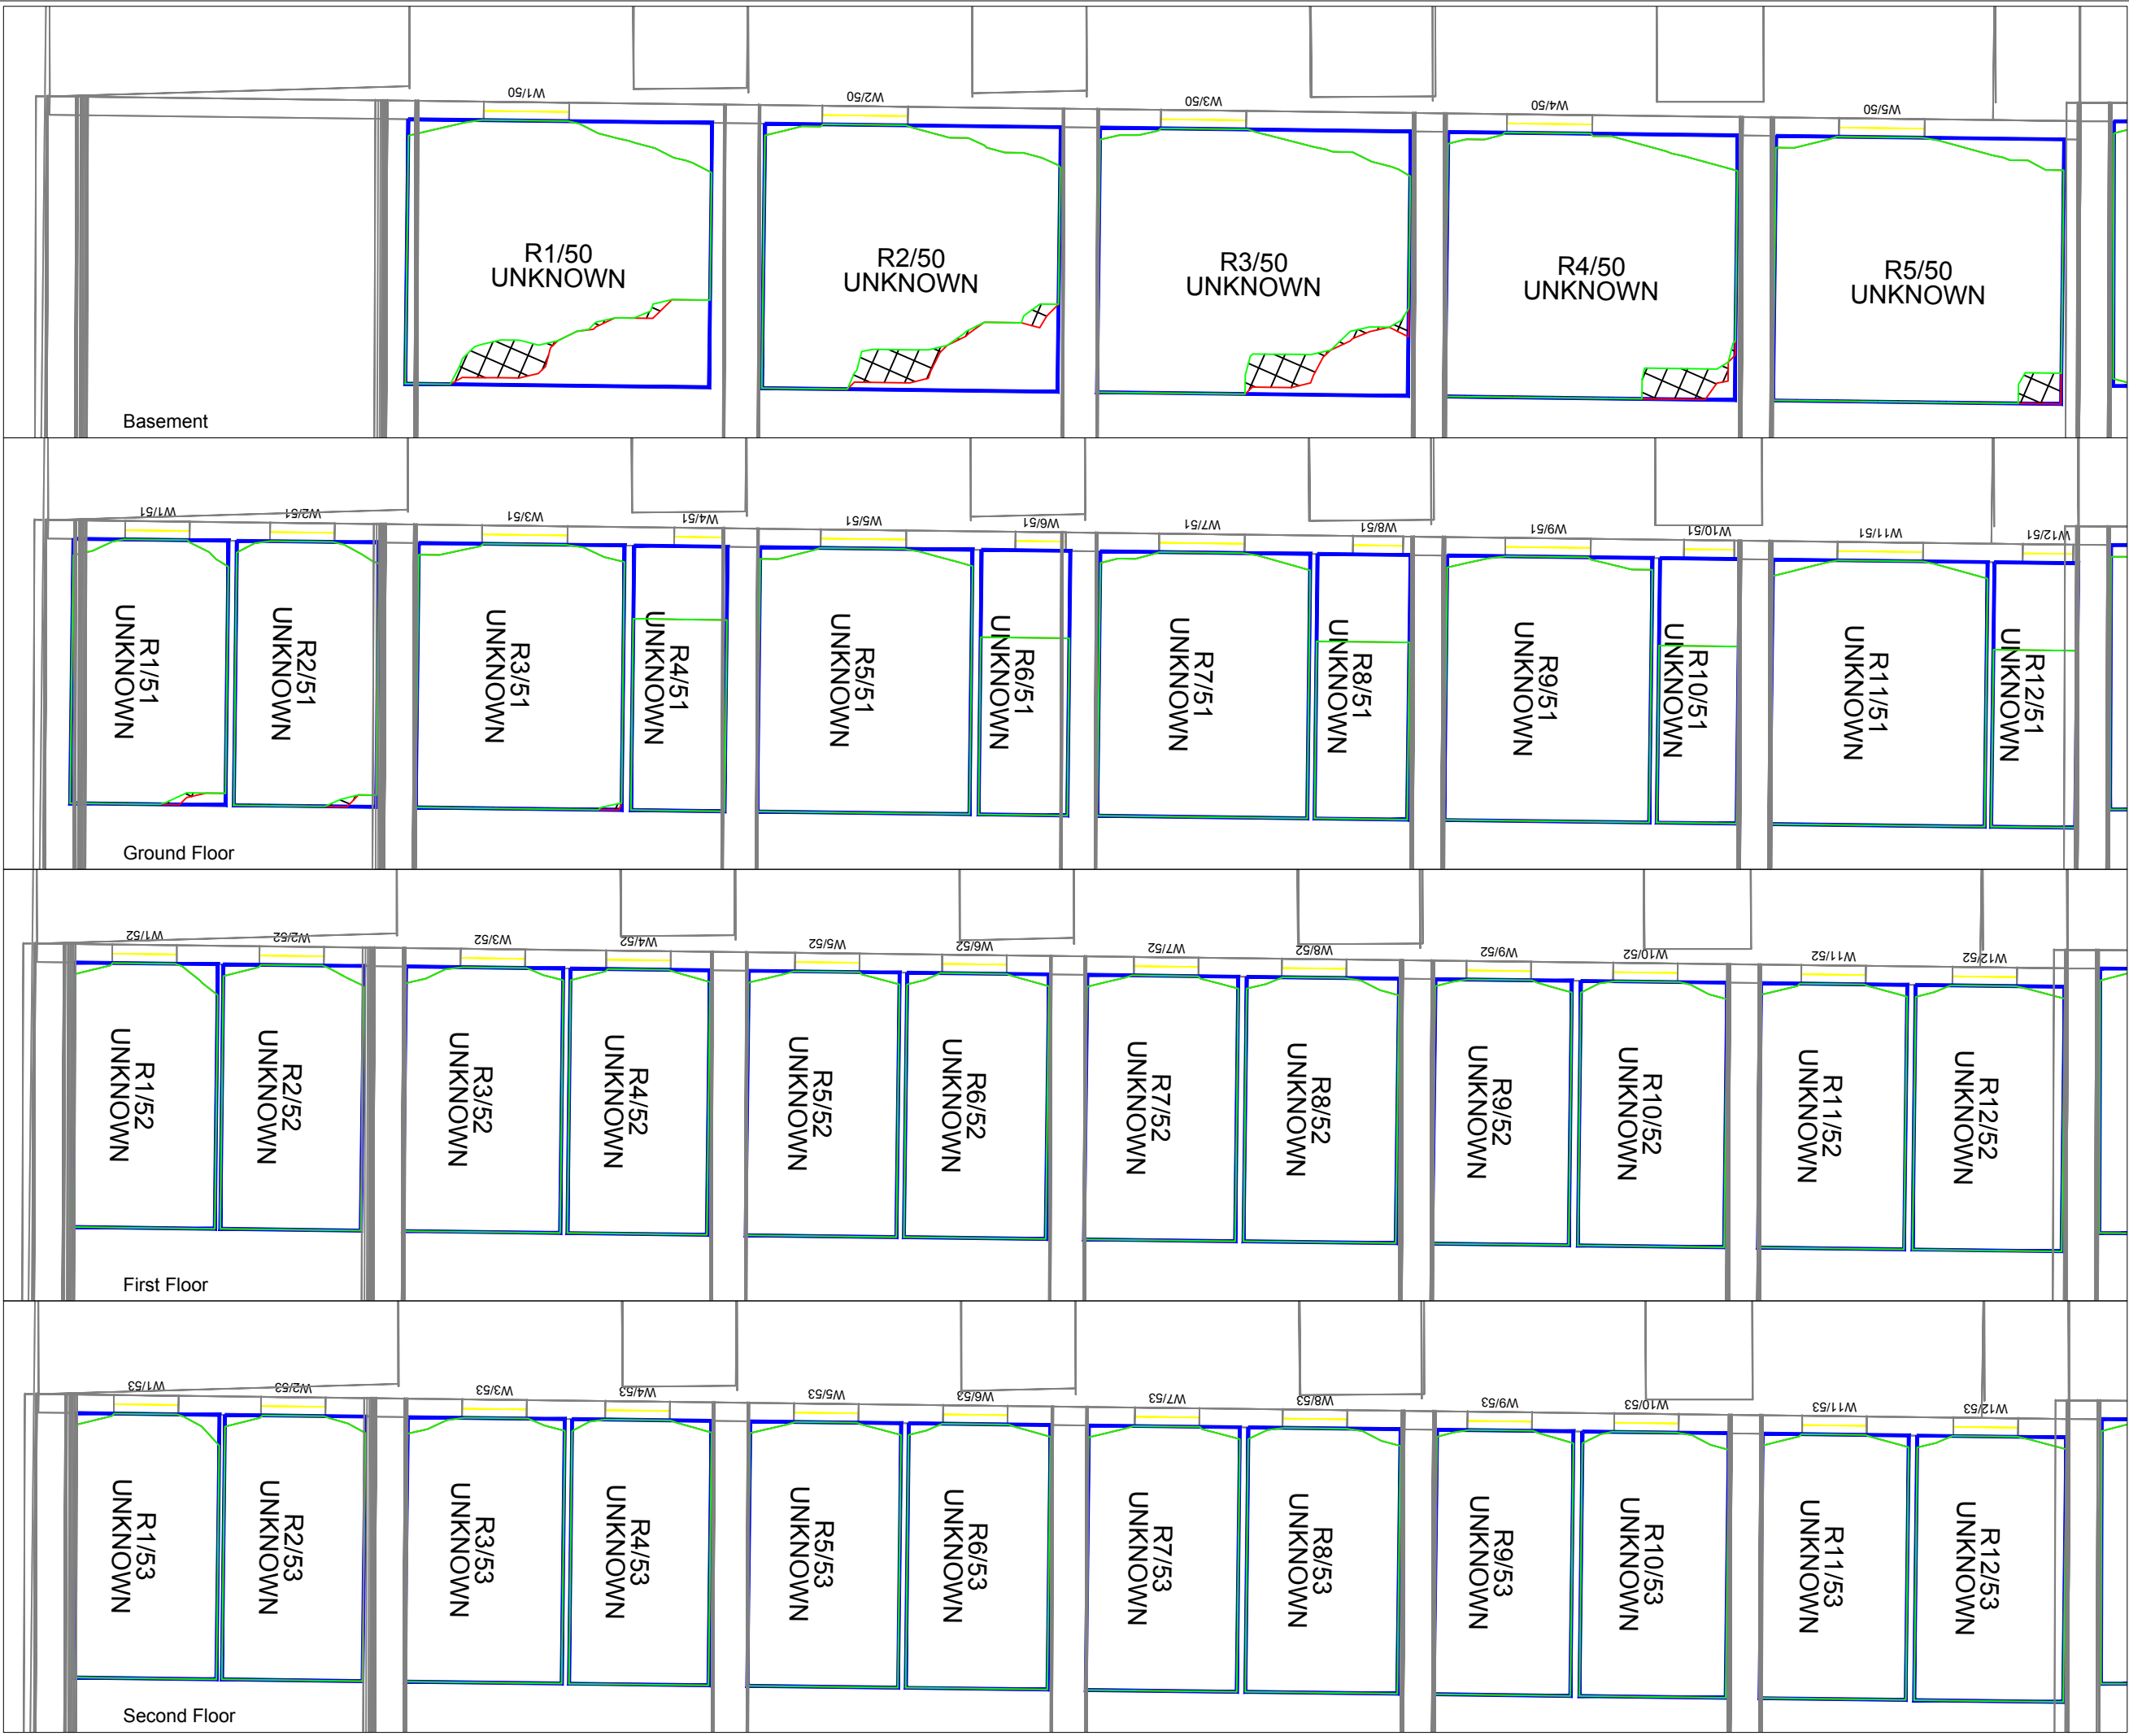 W1/50
W2/50
W3/50
W4/50
W5/50
R1/50
UNKNOWN
R2/50
UNKNOWN
R3/50
UNKNOWN
R4/50
UNKNOWN
R5/50
UNKNOWN
Basement
W1/51
W2/51
W3/51
W4/51
W5/51
W6/51
W7/51
W8/51
W9/51
W10/51
W11/51
W12/51
R1/51
UNKNOWN
R2/51
UNKNOWN
R3/51
UNKNOWN
R4/51
UNKNOWN
R5/51
UNKNOWN
R6/51
UNKNOWN
R7/51
UNKNOWN
R8/51
UNKNOWN
R9/51
UNKNOWN
R10/51
UNKNOWN
R11/51
UNKNOWN
R12/51
UNKNOWN
Ground Floor
W1/52
W2/52
W3/52
W4/52
W5/52
W6/52
W7/52
W8/52
W9/52
W10/52
W11/52
W12/52
R1/52
UNKNOWN
R2/52
UNKNOWN
R3/52
UNKNOWN
R4/52
UNKNOWN
R5/52
UNKNOWN
R6/52
UNKNOWN
R7/52
UNKNOWN
R8/52
UNKNOWN
R9/52
UNKNOWN
R10/52
UNKNOWN
R11/52
UNKNOWN
R12/52
UNKNOWN
First Floor
W1/53
W2/53
W3/53
W4/53
W5/53
W6/53
W7/53
W8/53
W9/53
W10/53
W11/53
W12/53
R1/53
UNKNOWN
R2/53
UNKNOWN
R3/53
UNKNOWN
R4/53
UNKNOWN
R5/53
UNKNOWN
R6/53
UNKNOWN
R7/53
UNKNOWN
R8/53
UNKNOWN
R9/53
UNKNOWN
R10/53
UNKNOWN
R11/53
UNKNOWN
R12/53
UNKNOWN
Second Floor